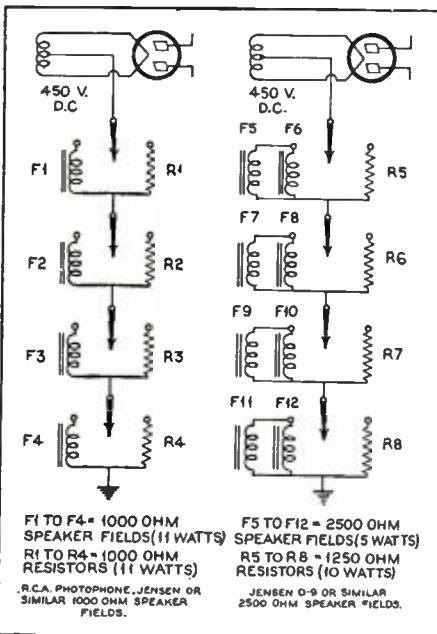 450 V.
D.C
F1
R1
F2
R2
F3
R3
F4
R4
F1 TO F4= 1000 OHM
SPEAKER FIELDS (11 WATTS)
R1 TO R4=1000 OHM
RESISTORS (11 WATTS)
R.C.A. PHOTOPHONE, JENSEN OR
SIMILAR 1000 OHM SPEAKER
FIELDS.
450 V.
D.C.
F5 F6
R5
F7 F8
R6
F9 F10
R7
F11 F12
R8
F5 TO F12 = 2500 OHM
SPEAKER FIELDS (5 WATTS)
R5 TO R8 = 1250 OHM
RESISTORS (10 WATTS)
JENSEN D-9 OR SIMILAR
2500 OHM SPEAKER FIELDS.